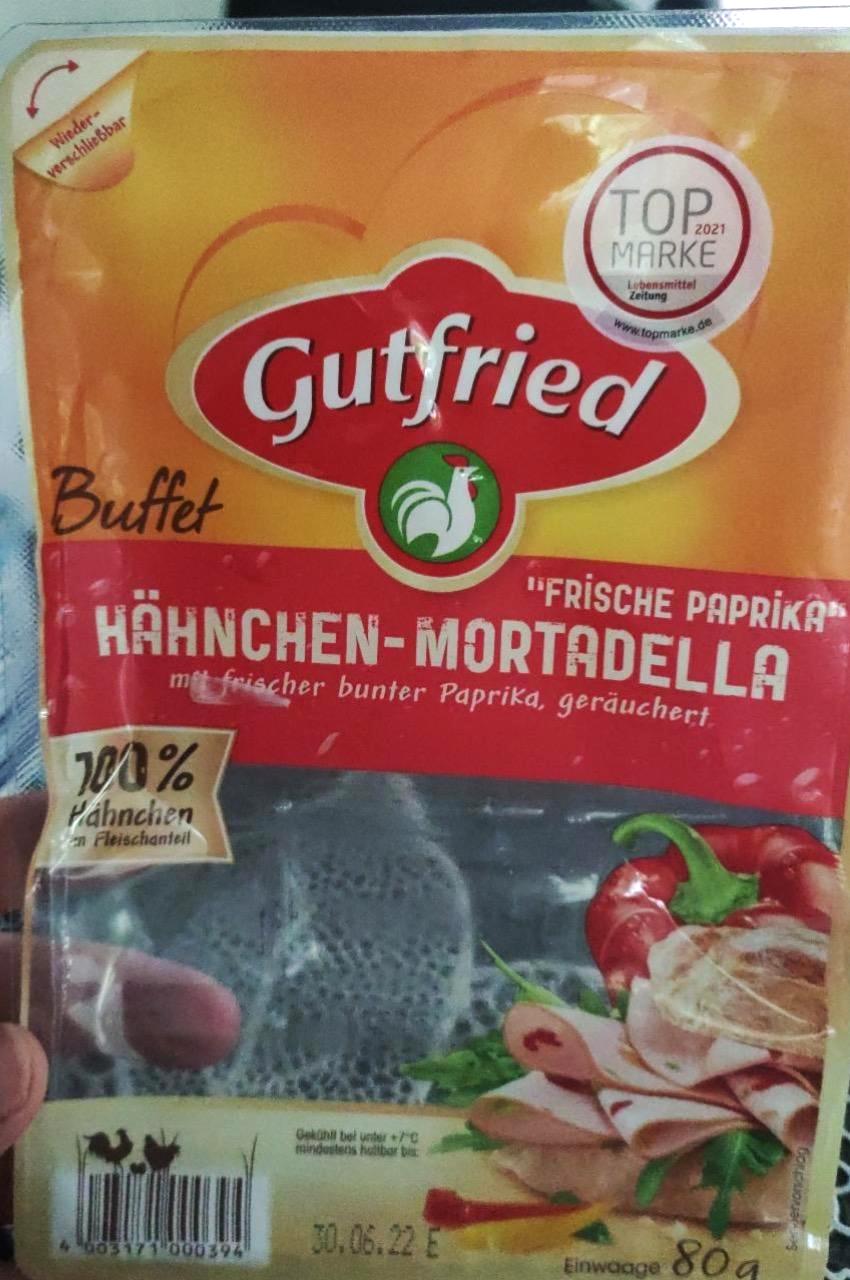 Wieder-
verschließbar
TOP
2021
MARKE
Lebensmittel
Zeitung
www.topmarke.de
Gutfried
Buffet
"FRISCHE PAPRIKA"
HÄHNCHEN-MORTADELLA
mit frischer bunter Paprika, geräuchert
100%
Hähnchen
im Fleischanteil
Gekühlt bei unter +7°C
mindestens haltbar bis:
30.06.22 E
4 003171 000394
Einwaage 80g